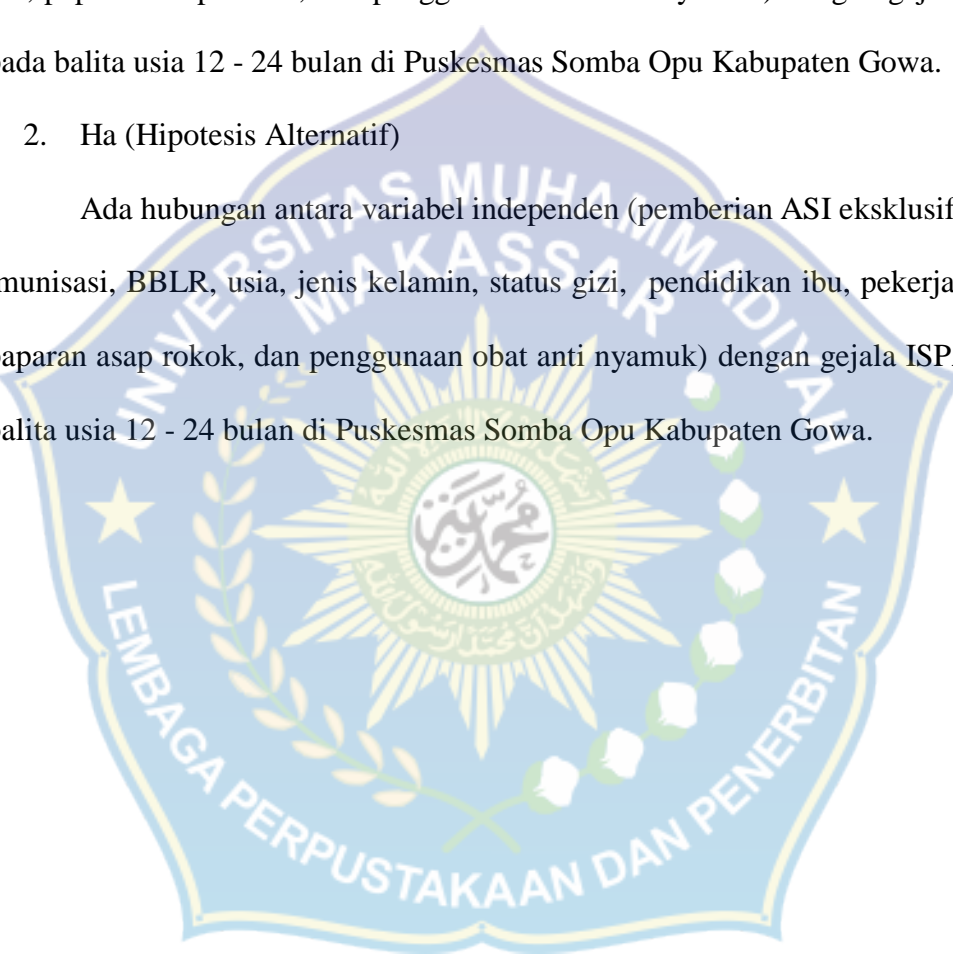 pada balita usia 12 - 24 bulan di Puskesmas Somba Opu Kabupaten Gowa.
2. Ha (Hipotesis Alternatif)
Ada hubungan antara variabel independen (pemberian ASI eksklusif
munisasi, BBLR, usia, jenis kelamin, status gizi, pendidikan ibu, pekerja
paparan asap rokok, dan penggunaan obat anti nyamuk) dengan gejala ISPA
balita usia 12 - 24 bulan di Puskesmas Somba Opu Kabupaten Gowa.
UNIVERSITAS MUHAMMADIYAH
MAKASSAR
محمد
LEMBAGA PERPUSTAKAAN DAN PENERBITAN